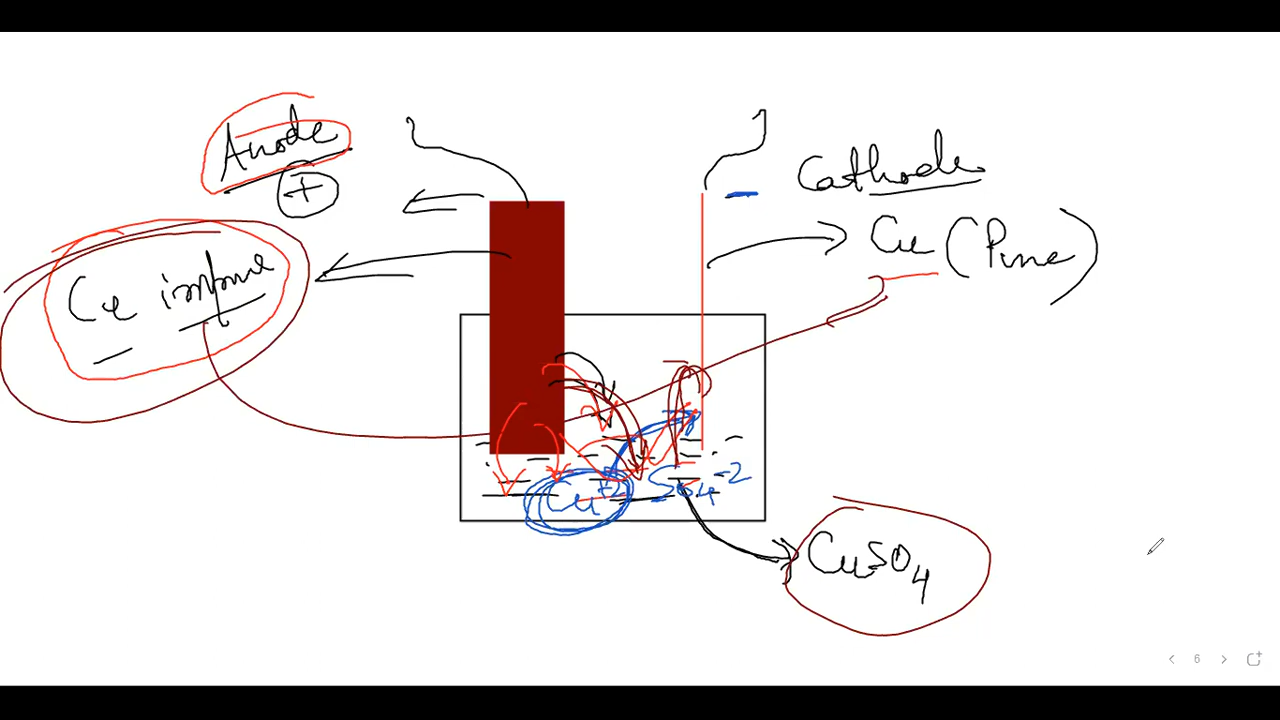 Anode
+
Cu impure
Cathode
-
Cu (Pure)
Cu+2 SO4-2
CuSO4
6